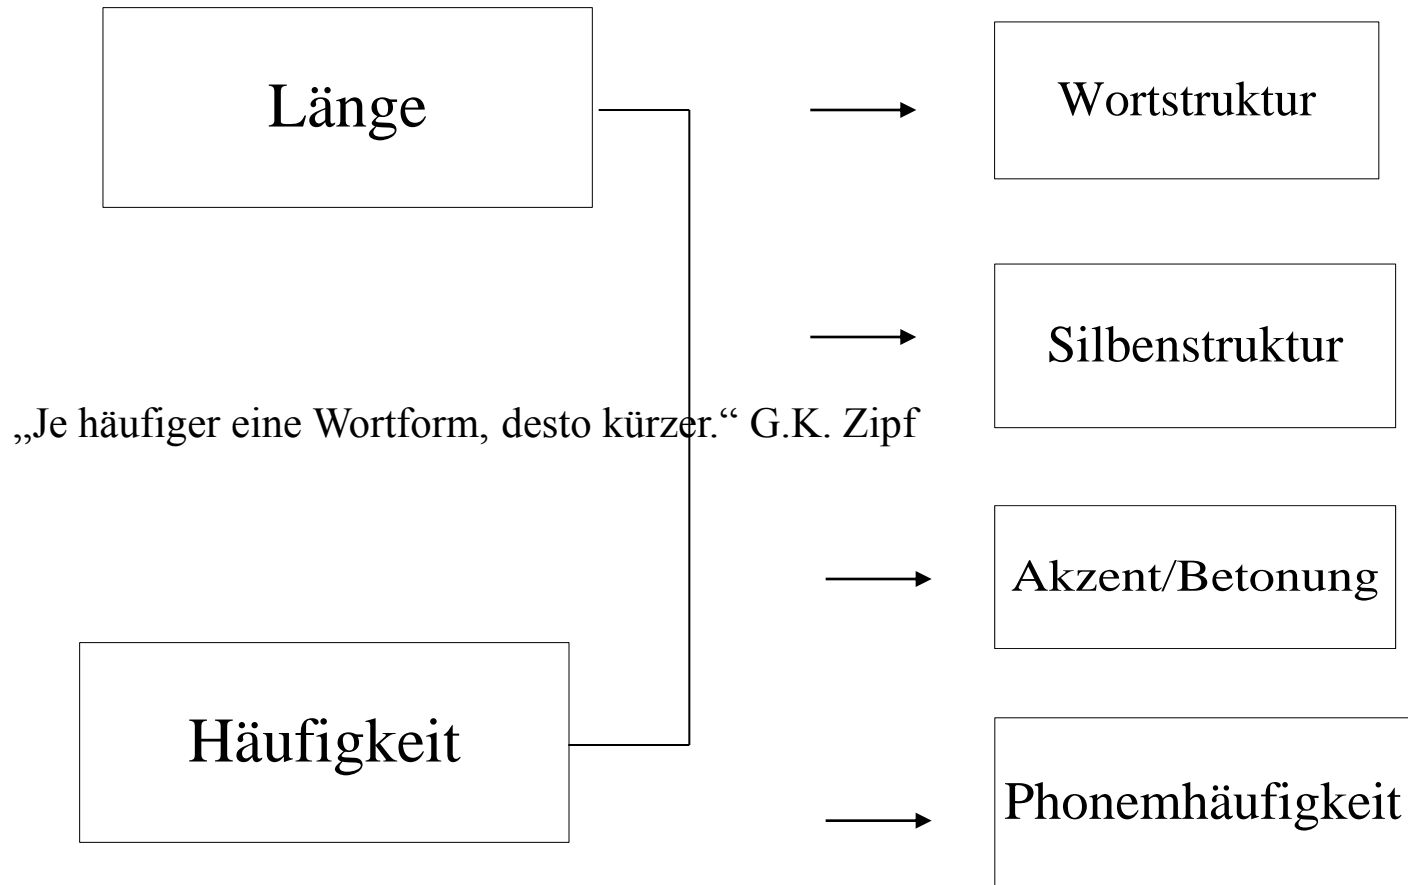 Länge
Wortstruktur
Silbenstruktur
„Je häufiger eine Wortform, desto kürzer.“ G.K. Zipf
Akzent/Betonung
Häufigkeit
Phonemhäufigkeit